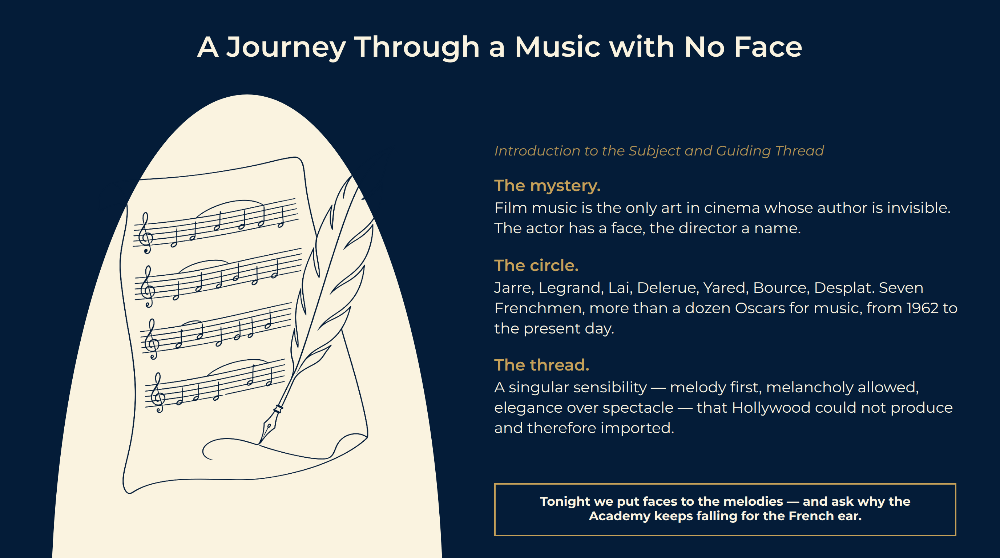 A Journey Through a Music with No Face
Introduction to the Subject and Guiding Thread
The mystery.
Film music is the only art in cinema whose author is invisible.
The actor has a face, the director a name.
The circle.
Jarre, Legrand, Lai, Delerue, Yared, Bource, Desplat. Seven
Frenchmen, more than a dozen Oscars for music, from 1962 to
the present day.
The thread.
A singular sensibility — melody first, melancholy allowed,
elegance over spectacle — that Hollywood could not produce
and therefore imported.
Tonight we put faces to the melodies — and ask why the
Academy keeps falling for the French ear.